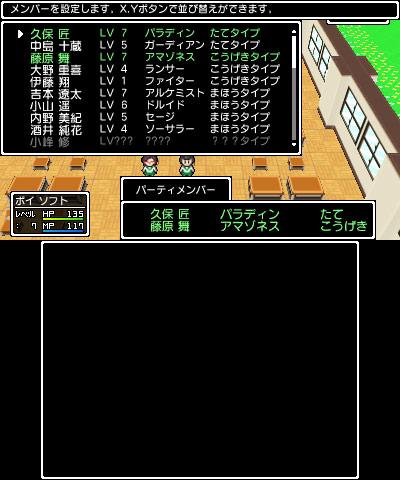 メンバーを設定します。X.Yボタンで並び替えができます。
久保 匠 LV 7 パラディン たてタイプ
中島 十蔵 LV 5 ガーディアン たてタイプ
藤原 舞 LV 7 アマゾネス こうげきタイプ
大野 重喜 LV 4 ランサー こうげきタイプ
伊藤 翔 LV 1 ファイター こうげきタイプ
吉本 遼太 LV 7 アルケミスト まほうタイプ
小山 遥 LV 6 ドルイド まほうタイプ
内野 美紀 LV 5 セージ まほうタイプ
酒井 純花 LV 4 ソーサラー まほうタイプ
小峰 修 LV??? ???? ???タイプ
パーティメンバー
ボイ ソフト
レベル HP 135
: 7 MP 117
久保 匠 パラディン たて
藤原 舞 アマゾネス こうげき